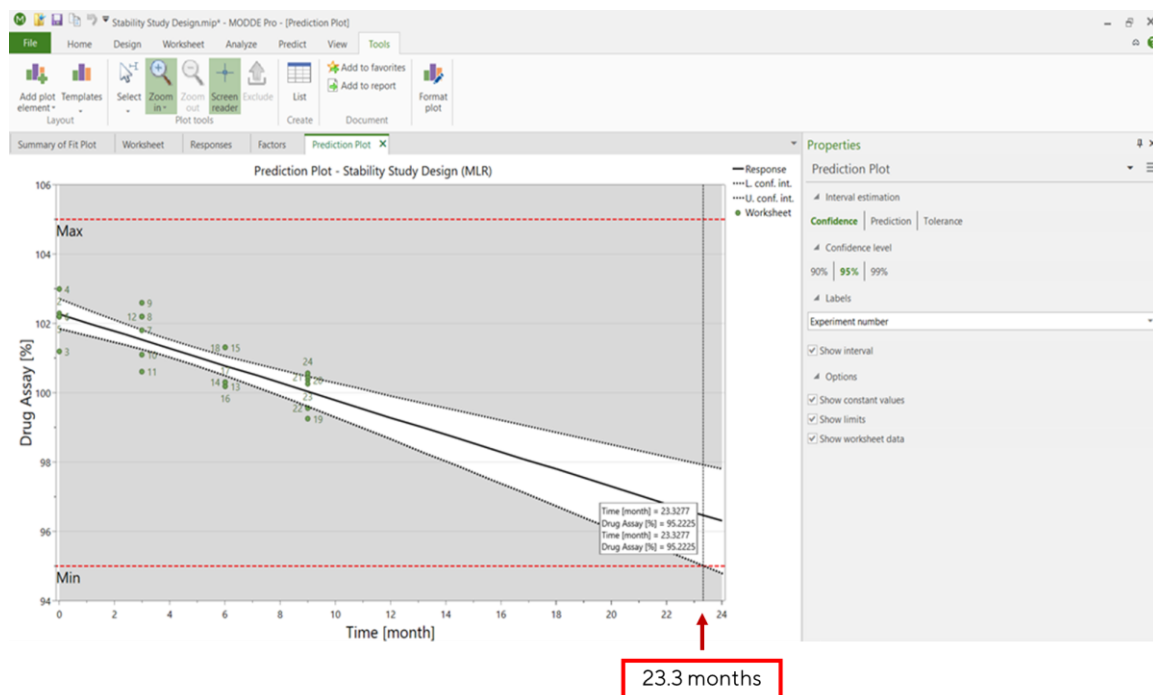 Stability Study Design.mip* - MODDE Pro - [Prediction Plot]
File Home Design Worksheet Analyze Predict View Tools
Add plot element Templates Select Zoom in Zoom out Screen reader Exclude List Add to favorites Add to report Format plot
Layout Plot tools Create Document
Summary of Fit Plot Worksheet Responses Factors Prediction Plot
Prediction Plot - Stability Study Design (MLR)
Response
L. conf. int.
U. conf. int.
Worksheet
Drug Assay [%]
106
104
102
100
98
96
94
Max
Min
4
2
6
3
9
12 8
7
10
11
18 15
17
14 13
16
24
21 20
23
22 19
Time [month] = 23.3277
Drug Assay [%] = 95.2225
Time [month] = 23.3277
Drug Assay [%] = 95.2225
0 2 4 6 8 10 12 14 16 18 20 22 24
Time [month]
23.3 months
Properties
Prediction Plot
Interval estimation
Confidence Prediction Tolerance
Confidence level
90% 95% 99%
Labels
Experiment number
Show interval
Options
Show constant values
Show limits
Show worksheet data